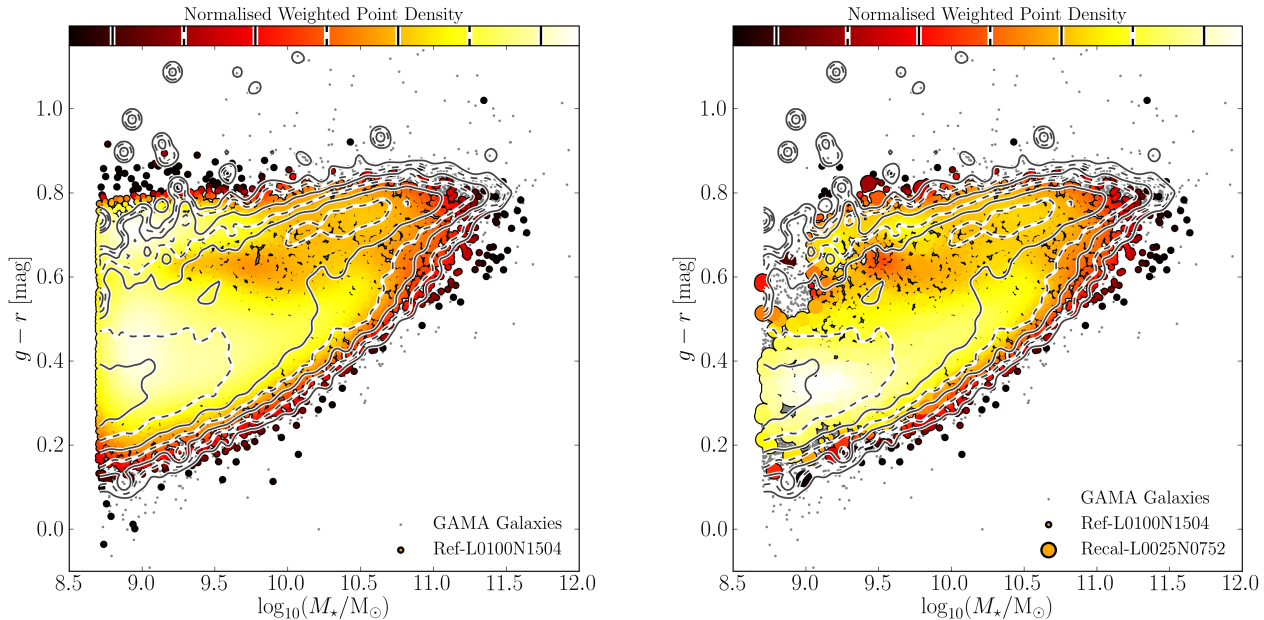 Normalised Weighted Point Density
1.0
0.8
0.6
0.4
0.2
0.0
g − r [mag]
8.5 9.0 9.5 10.0 10.5 11.0 11.5 12.0
log₁₀(M⋆/M☉)
GAMA Galaxies
Ref-L0100N1504
Normalised Weighted Point Density
1.0
0.8
0.6
0.4
0.2
0.0
g − r [mag]
8.5 9.0 9.5 10.0 10.5 11.0 11.5 12.0
log₁₀(M⋆/M☉)
GAMA Galaxies
Ref-L0100N1504
Recal-L0025N0752